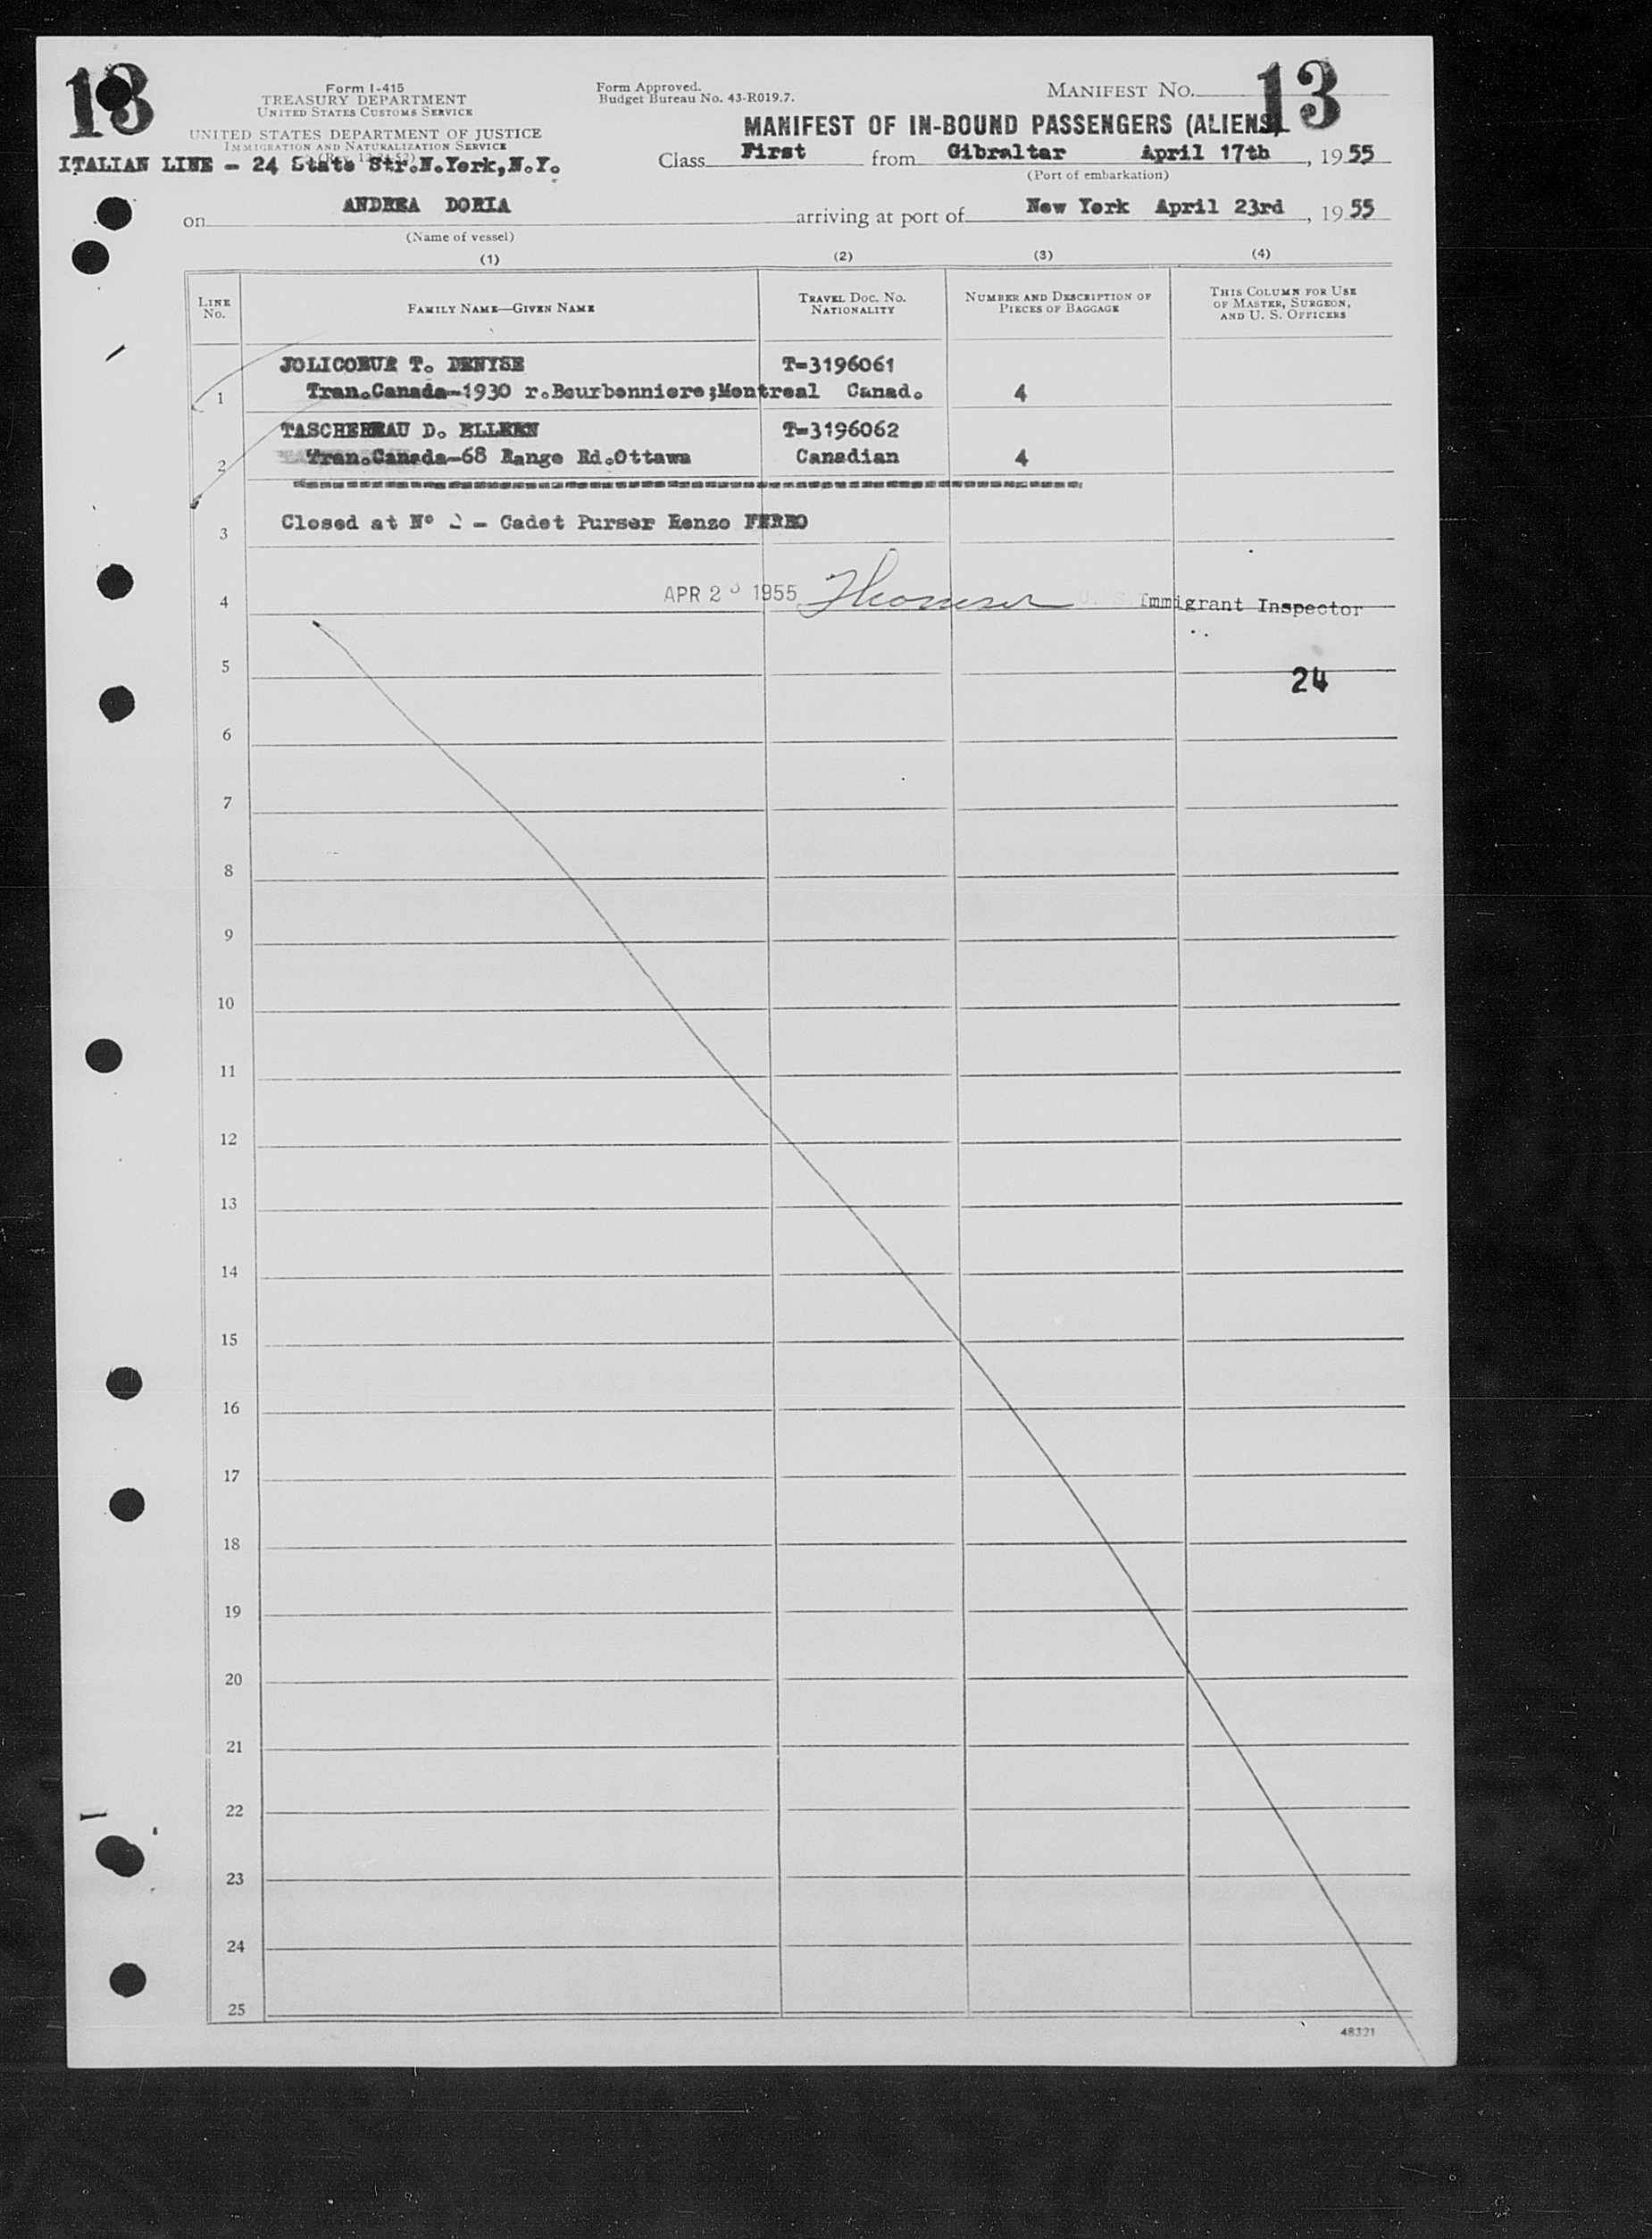 13
Form I-415
TREASURY DEPARTMENT
UNITED STATES CUSTOMS SERVICE
UNITED STATES DEPARTMENT OF JUSTICE
IMMIGRATION AND NATURALIZATION SERVICE
ITALIAN LINE - 24 State Str.N.York,N.Y.
Form Approved.
Budget Bureau No. 43-R019.7.
MANIFEST NO. 13
MANIFEST OF IN-BOUND PASSENGERS (ALIENS)
Class First from Gibraltar April 17th, 1955
(Port of embarkation)
on ANDREA DORIA arriving at port of New York April 23rd, 1955
(Name of vessel)
(1) (2) (3) (4)
LINE NO. FAMILY NAME—GIVEN NAME TRAVEL DOC. NO. NATIONALITY NUMBER AND DESCRIPTION OF PIECES OF BAGGAGE THIS COLUMN FOR USE OF MASTER, SURGEON, AND U. S. OFFICERS
JOLICOEUR T. DENYSE T-3196061
1 Tran.Canada-1930 r.Bourbonniere;Montreal Canad. 4
TASCHEREAU D. ELLEEN T-3196062
2 Tran.Canada-68 Range Rd.Ottawa Canadian 4
3 Closed at Nº 2 - Cadet Purser Renzo FERRO
4 APR 2 1955 Immigrant Inspector
5
24
6
7
8
9
10
11
12
13
14
15
16
17
18
19
20
21
22
23
24
25
48321